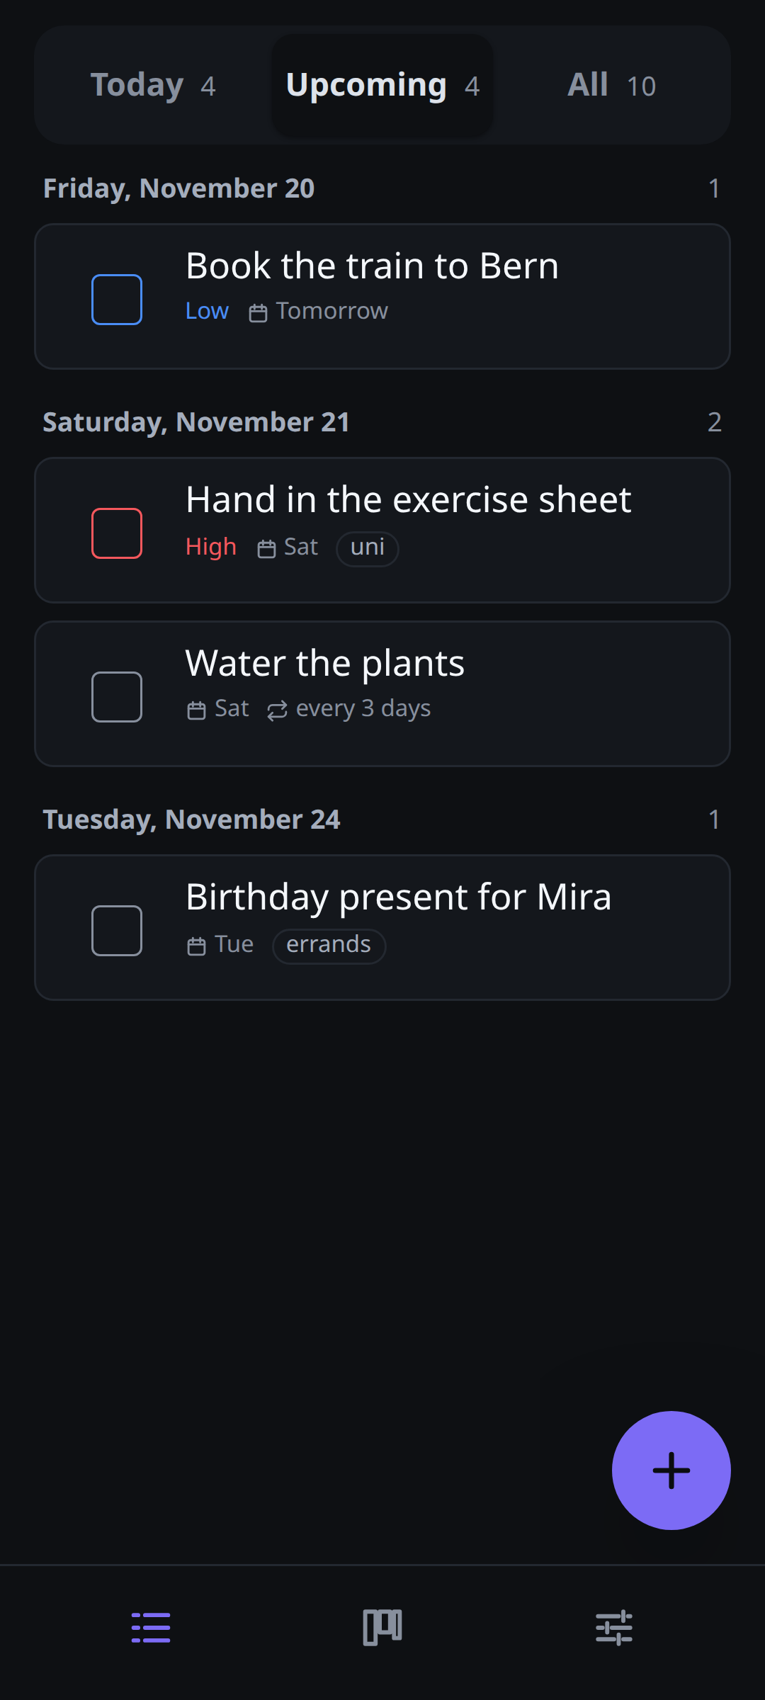 Today 4 Upcoming 4 All 10
Friday, November 20 1
Book the train to Bern
Low Tomorrow
Saturday, November 21 2
Hand in the exercise sheet
High Sat uni
Water the plants
Sat every 3 days
Tuesday, November 24 1
Birthday present for Mira
Tue errands